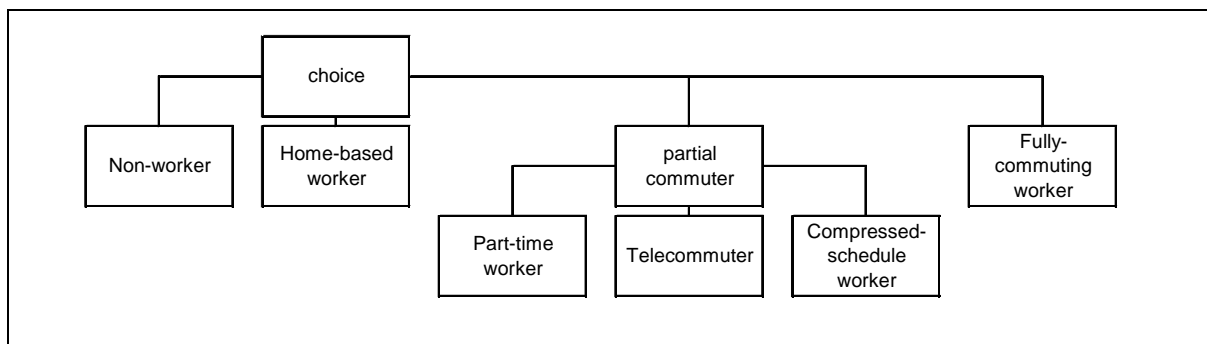 choice
Non-worker
Home-based
worker
partial
commuter
Fully-
commuting
worker
Part-time
worker
Telecommuter
Compressed-
schedule
worker